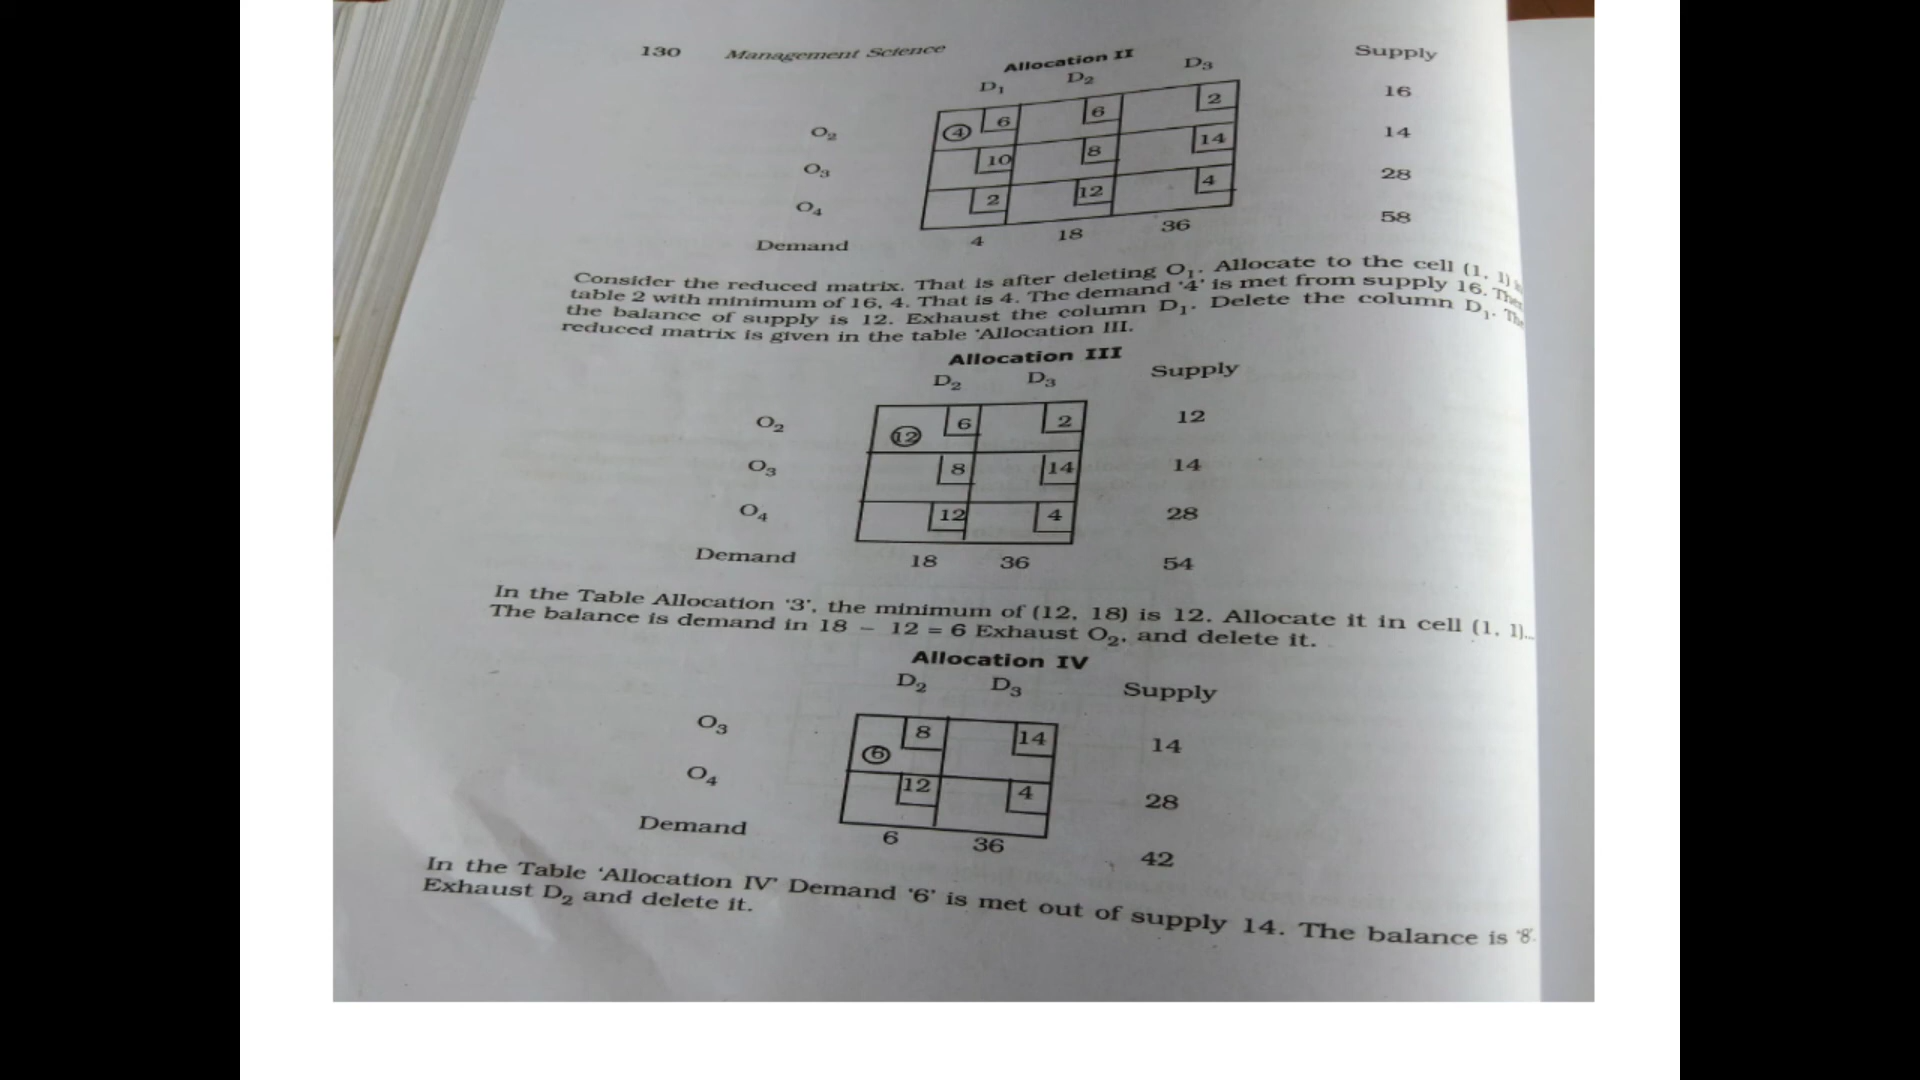 130 Management Science
Allocation II
D1 D2 D3 Supply
O2 4 6 6 2 16
O3 10 8 14 14
O4 2 12 4 28
Demand 4 18 36 58
Consider the reduced matrix. That is after deleting O1. Allocate to the cell (1, 1) in
table 2 with minimum of 16, 4. That is 4. The demand '4' is met from supply 16. Then
the balance of supply is 12. Exhaust the column D1. Delete the column D1. The
reduced matrix is given in the table 'Allocation III.
Allocation III
D2 D3 Supply
O2 12 6 2 12
O3 8 14 14
O4 12 4 28
Demand 18 36 54
In the Table Allocation '3', the minimum of (12, 18) is 12. Allocate it in cell (1, 1)...
The balance is demand in 18 – 12 = 6 Exhaust O2, and delete it.
Allocation IV
D2 D3 Supply
O3 6 8 14 14
O4 12 4 28
Demand 6 36 42
In the Table 'Allocation IV' Demand '6' is met out of supply 14. The balance is '8'.
Exhaust D2 and delete it.